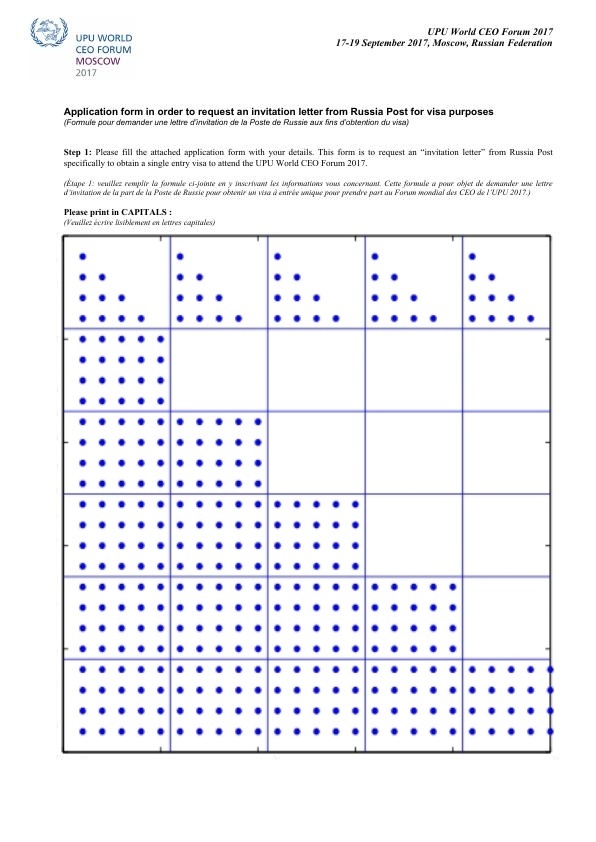 UPU WORLD
CEO FORUM
MOSCOW
2017
UPU World CEO Forum 2017
17-19 September 2017, Moscow, Russian Federation
Application form in order to request an invitation letter from Russia Post for visa purposes
(Formule pour demander une lettre d'invitation de la Poste de Russie aux fins d'obtention du visa)
Step 1: Please fill the attached application form with your details. This form is to request an “invitation letter” from Russia Post
specifically to obtain a single entry visa to attend the UPU World CEO Forum 2017.
(Étape 1: veuillez remplir la formule ci-jointe en y inscrivant les informations vous concernant. Cette formule a pour objet de demander une lettre
d’invitation de la part de la Poste de Russie pour obtenir un visa à entrée unique pour prendre part au Forum mondial des CEO de l’UPU 2017.)
Please print in CAPITALS :
(Veuillez écrire lisiblement en lettres capitales)